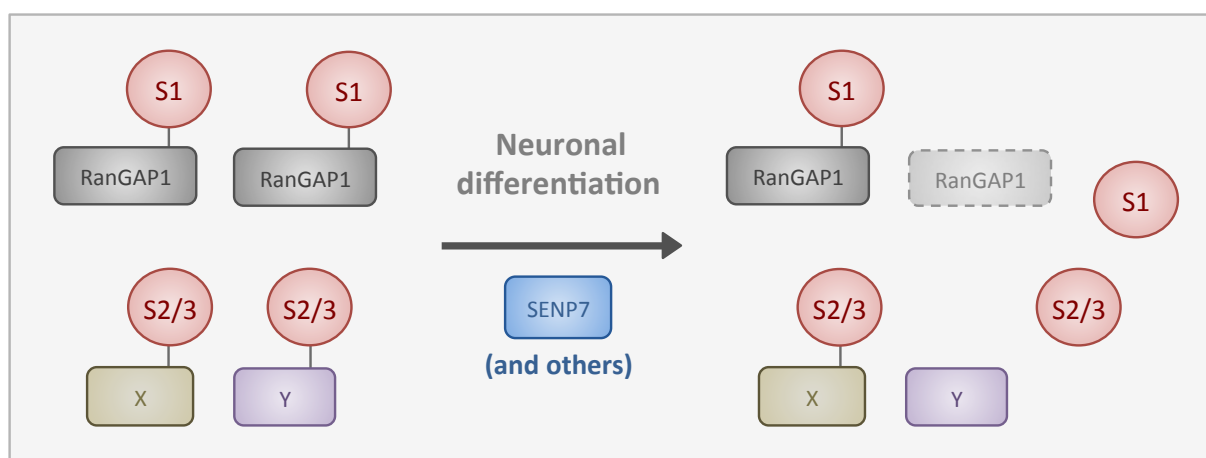 S1
S1
RanGAP1
RanGAP1
S2/3
S2/3
X
Y
Neuronal
differentiation
SENP7
(and others)
S1
RanGAP1
RanGAP1
S1
S2/3
S2/3
X
Y